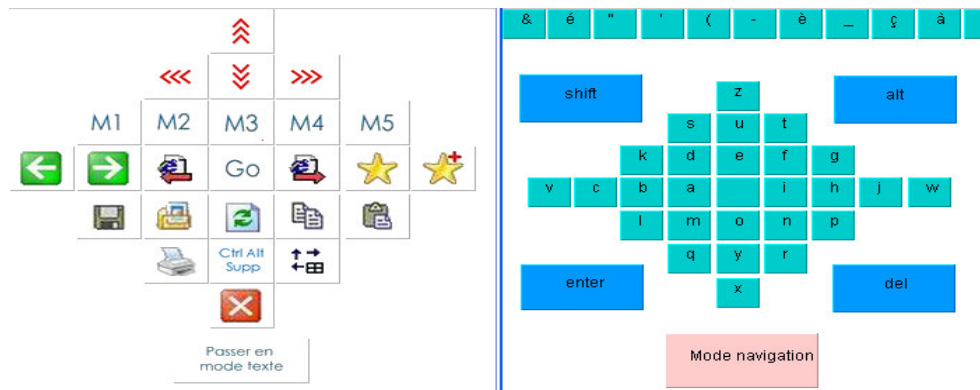 M1 M2 M3 M4 M5
Go
Ctrl Alt
Supp
Passer en
mode texte
& é " ' ( - è _ ç à
shift alt
z
s u t
k d e f g
v c b a i h j w
l m o n p
q y r
enter del
x
Mode navigation